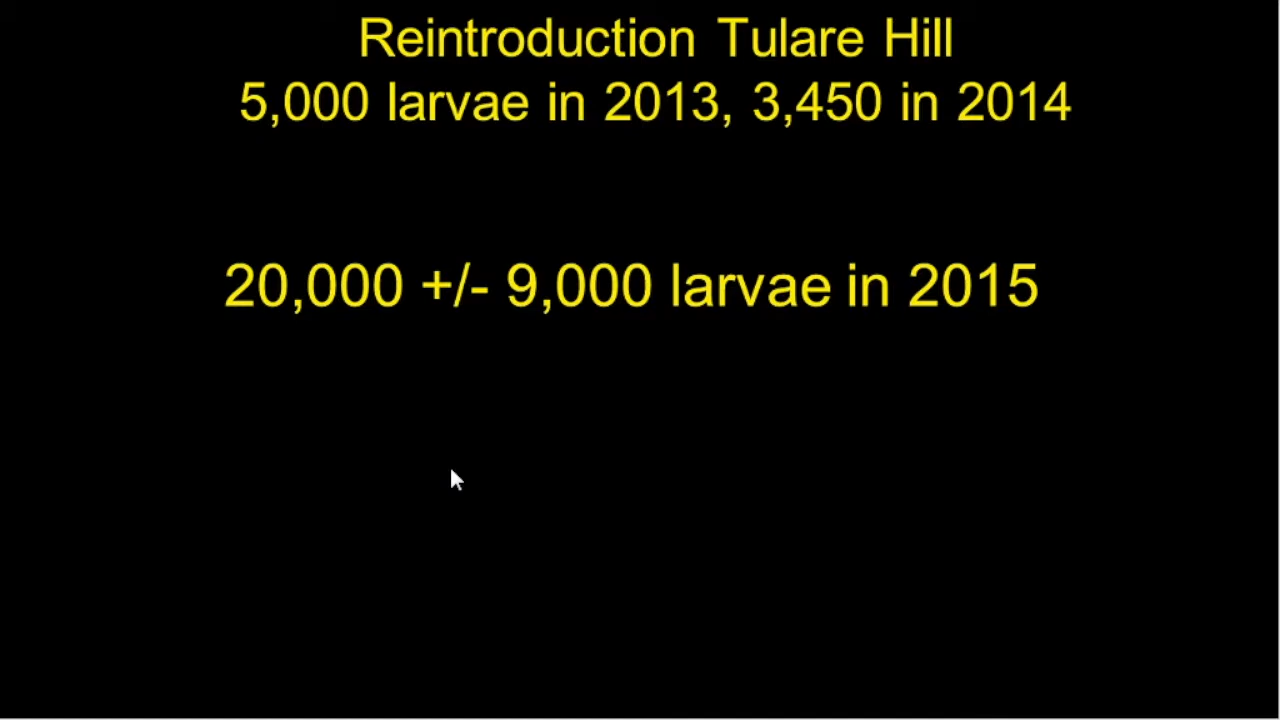 Reintroduction Tulare Hill
5,000 larvae in 2013, 3,450 in 2014
20,000 +/- 9,000 larvae in 2015